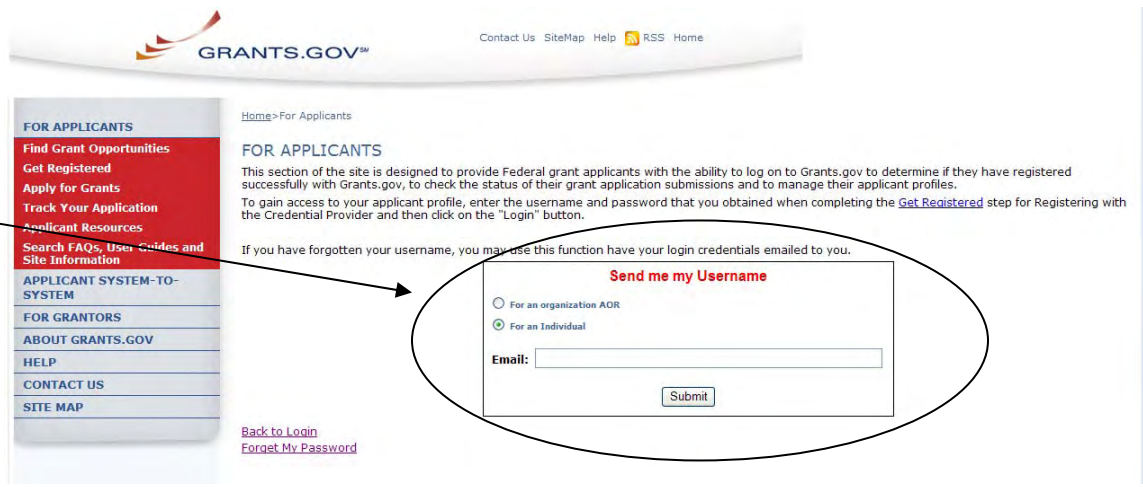 GRANTS.GOV℠
Contact Us SiteMap Help RSS Home
FOR APPLICANTS
Find Grant Opportunities
Get Registered
Apply for Grants
Track Your Application
Applicant Resources
Search FAQs, User Guides and
Site Information
APPLICANT SYSTEM-TO-
SYSTEM
FOR GRANTORS
ABOUT GRANTS.GOV
HELP
CONTACT US
SITE MAP
Home>For Applicants
FOR APPLICANTS
This section of the site is designed to provide Federal grant applicants with the ability to log on to Grants.gov to determine if they have registered
successfully with Grants.gov, to check the status of their grant application submissions and to manage their applicant profiles.
To gain access to your applicant profile, enter the username and password that you obtained when completing the Get Registered step for Registering with
the Credential Provider and then click on the "Login" button.
If you have forgotten your username, you may use this function have your login credentials emailed to you.
Send me my Username
For an organization AOR
For an Individual
Email:
Submit
Back to Login
Forget My Password